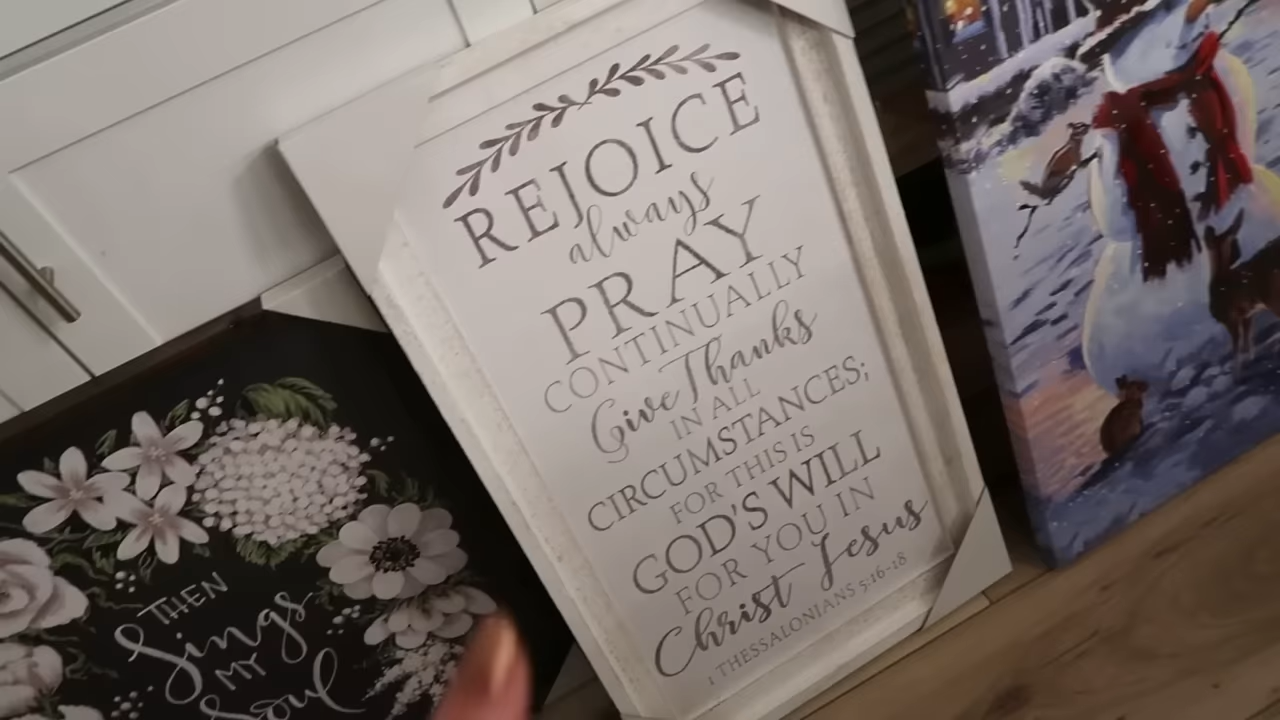 REJOICE
always
PRAY
CONTINUALLY
Give Thanks
IN ALL
CIRCUMSTANCES;
FOR THIS IS
GOD'S WILL
FOR YOU IN
Christ Jesus
1 THESSALONIANS 5:16-18
THEN
Sings
MY
Soul